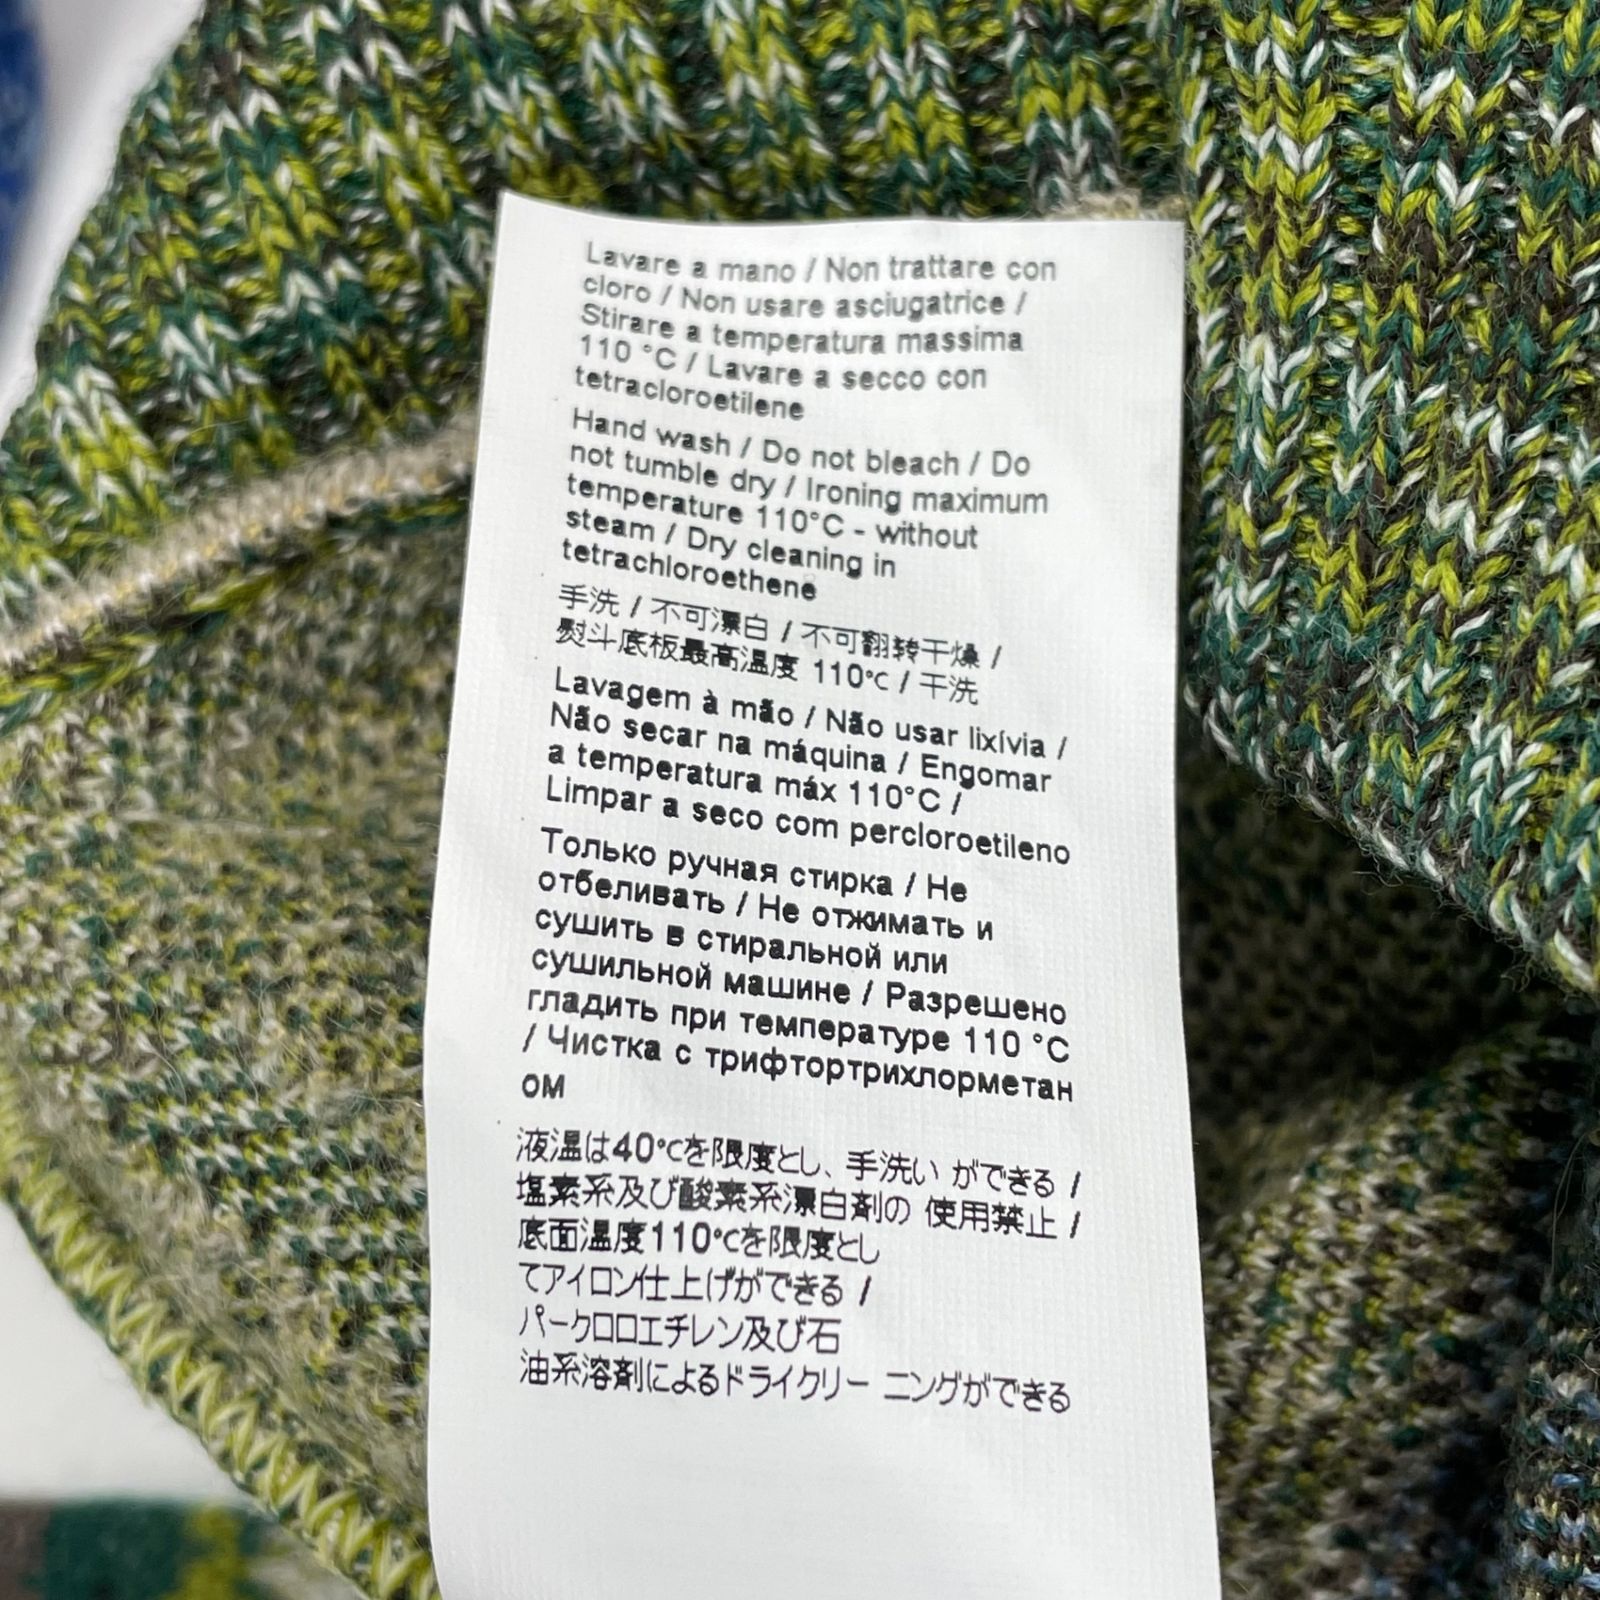 Lavare a mano / Non trattare con
cloro / Non usare asciugatrice /
Stirare a temperatura massima
110 °C / Lavare a secco con
tetracloroetilene
Hand wash / Do not bleach / Do
not tumble dry / Ironing maximum
temperature 110°C - without
steam / Dry cleaning in
tetrachloroethene
手洗 / 不可漂白 / 不可翻转干燥 /
熨斗底板最高温度 110℃ / 干洗
Lavagem à mão / Não usar lixívia /
Não secar na máquina / Engomar
a temperatura máx 110°C /
Limpar a seco com percloroetileno
Только ручная стирка / Не
отбеливать / Не отжимать и
сушить в стиральной или
сушильной машине / Разрешено
гладить при температуре 110 °C
/ Чистка с трифтортрихлорметан
ом
液温は40℃を限度とし、手洗い ができる /
塩素系及び酸素系漂白剤の 使用禁止 /
底面温度110℃を限度とし
てアイロン仕上げができる /
パークロロエチレン及び石
油系溶剤によるドライクリー ニングができる